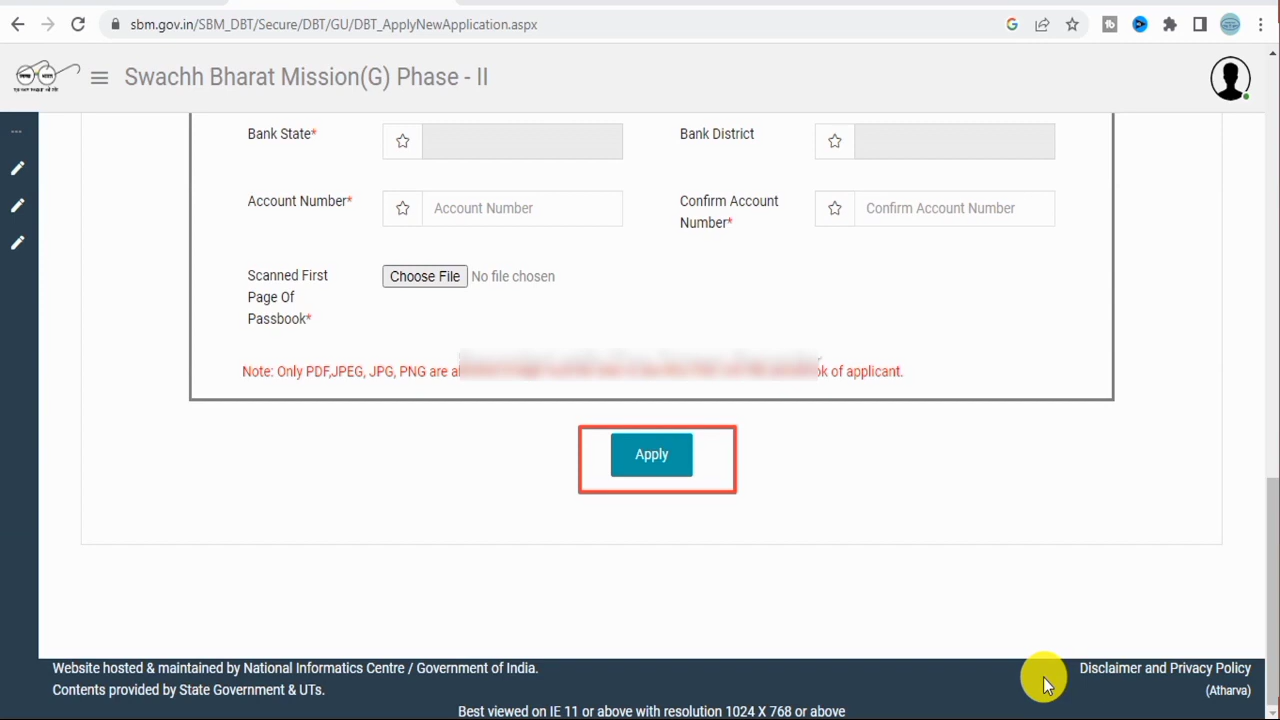 sbm.gov.in/SBM_DBT/Secure/DBT/GU/DBT_ApplyNewApplication.aspx
Swachh Bharat Mission(G) Phase - II
Bank State*
Bank District
Account Number*
Account Number
Confirm Account
Number*
Confirm Account Number
Scanned First
Page Of
Passbook*
Choose File No file chosen
Note: Only PDF,JPEG, JPG, PNG are of applicant.
Apply
Website hosted & maintained by National Informatics Centre / Government of India.
Disclaimer and Privacy Policy
Contents provided by State Government & UTs.
(Atharva)
Best viewed on IE 11 or above with resolution 1024 X 768 or above